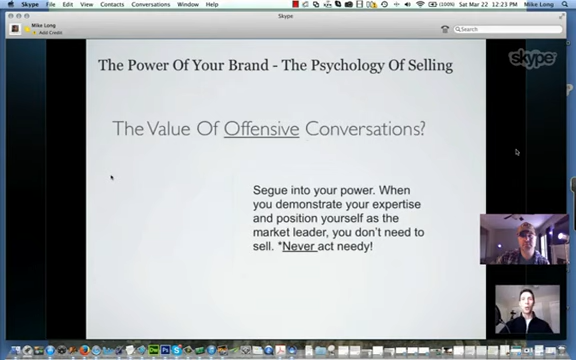 Skype File Edit View Contacts Conversations Window Help (100%) Sat Mar 22 12:23 PM Mike Long
Skype
Mike Long
Add Credit
Search
skype
The Power Of Your Brand - The Psychology Of Selling
The Value Of Offensive Conversations?
Segue into your power. When
you demonstrate your expertise
and position yourself as the
market leader, you don't need to
sell. *Never act needy!